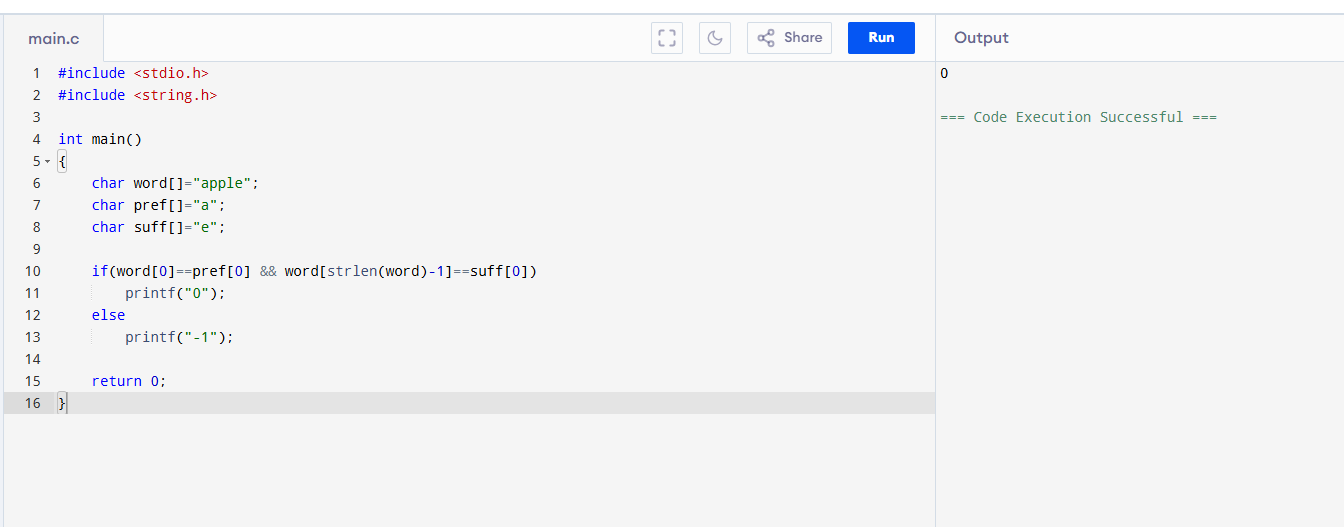 main.c
Share
Run
Output
1 #include <stdio.h>
2 #include <string.h>
3
4 int main()
5 {
6     char word[]="apple";
7     char pref[]="a";
8     char suff[]="e";
9
10     if(word[0]==pref[0] && word[strlen(word)-1]==suff[0])
11         printf("0");
12     else
13         printf("-1");
14
15     return 0;
16 }
0
=== Code Execution Successful ===